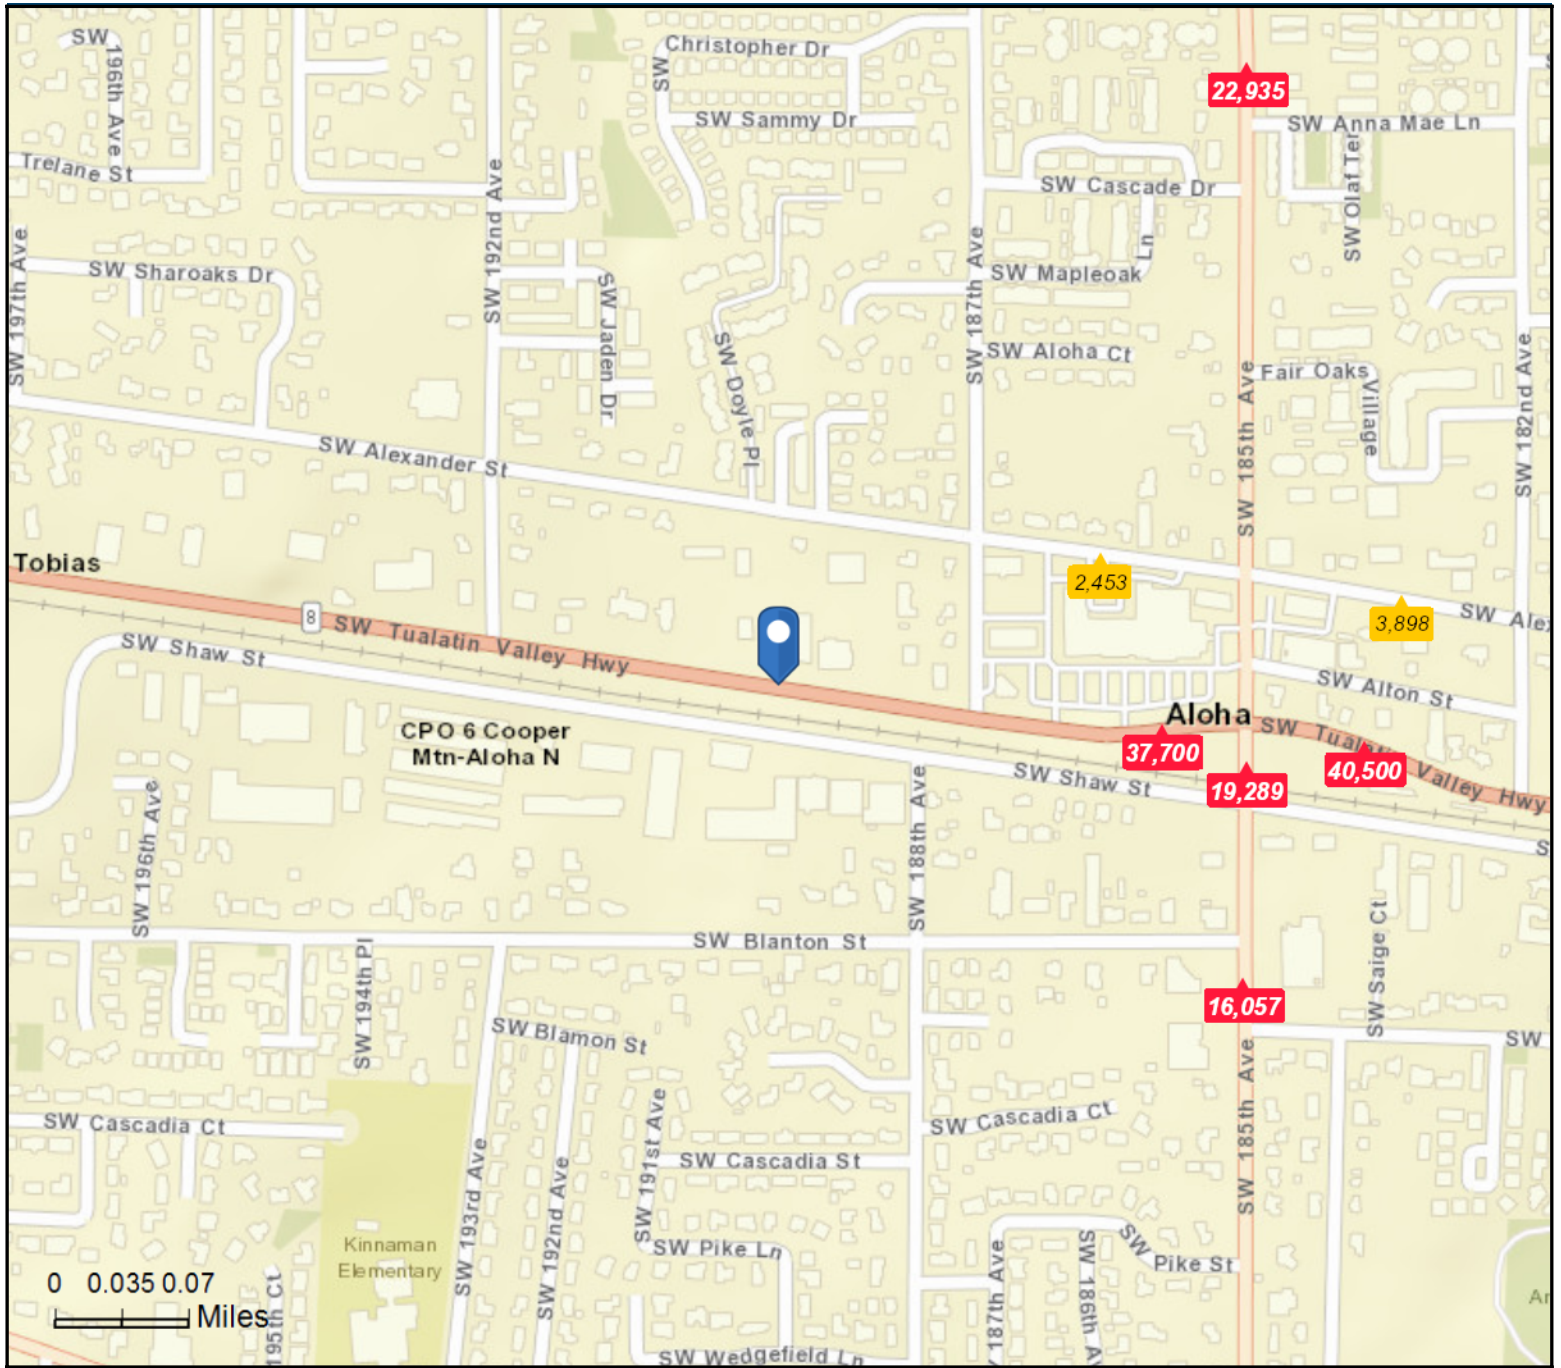 SW
196th Ave
Trelane St
SW
Christopher Dr
SW Sammy Dr
22,935
SW Anna Mae Ln
SW Olaf Ter
SW 192nd Ave
SW Cascade Dr
SW 197th Ave
SW Sharoaks Dr
SW Jaden Dr
SW 187th Ave
SW Mapleoak
Ln
SW Aloha Ct
SW Doyle Pl
SW 185th Ave
Fair Oaks
Village
SW 182nd Ave
SW Alexander St
Tobias
8
SW Tualatin Valley Hwy
SW Shaw St
2,453
3,898
SW Alex
SW Alton St
CPO 6 Cooper
Mtn-Aloha N
Aloha
SW Tualatin Valley Hwy
37,700
40,500
19,289
SW Shaw St
S
SW 196th Ave
SW 188th Ave
SW Blanton St
SW Saige Ct
SW 194th Pl
16,057
SW
SW Blamon St
SW 185th Ave
SW Cascadia Ct
SW 193rd Ave
SW 192nd Ave
SW 191st Ave
SW Cascadia Ct
SW Cascadia St
SW Pike Ln
SW
Pike St
187th Ave
SW 186th Av
Kinnaman
Elementary
0 0.035 0.07
Miles
195th Ct
SW Wedgefield Ln
Ar